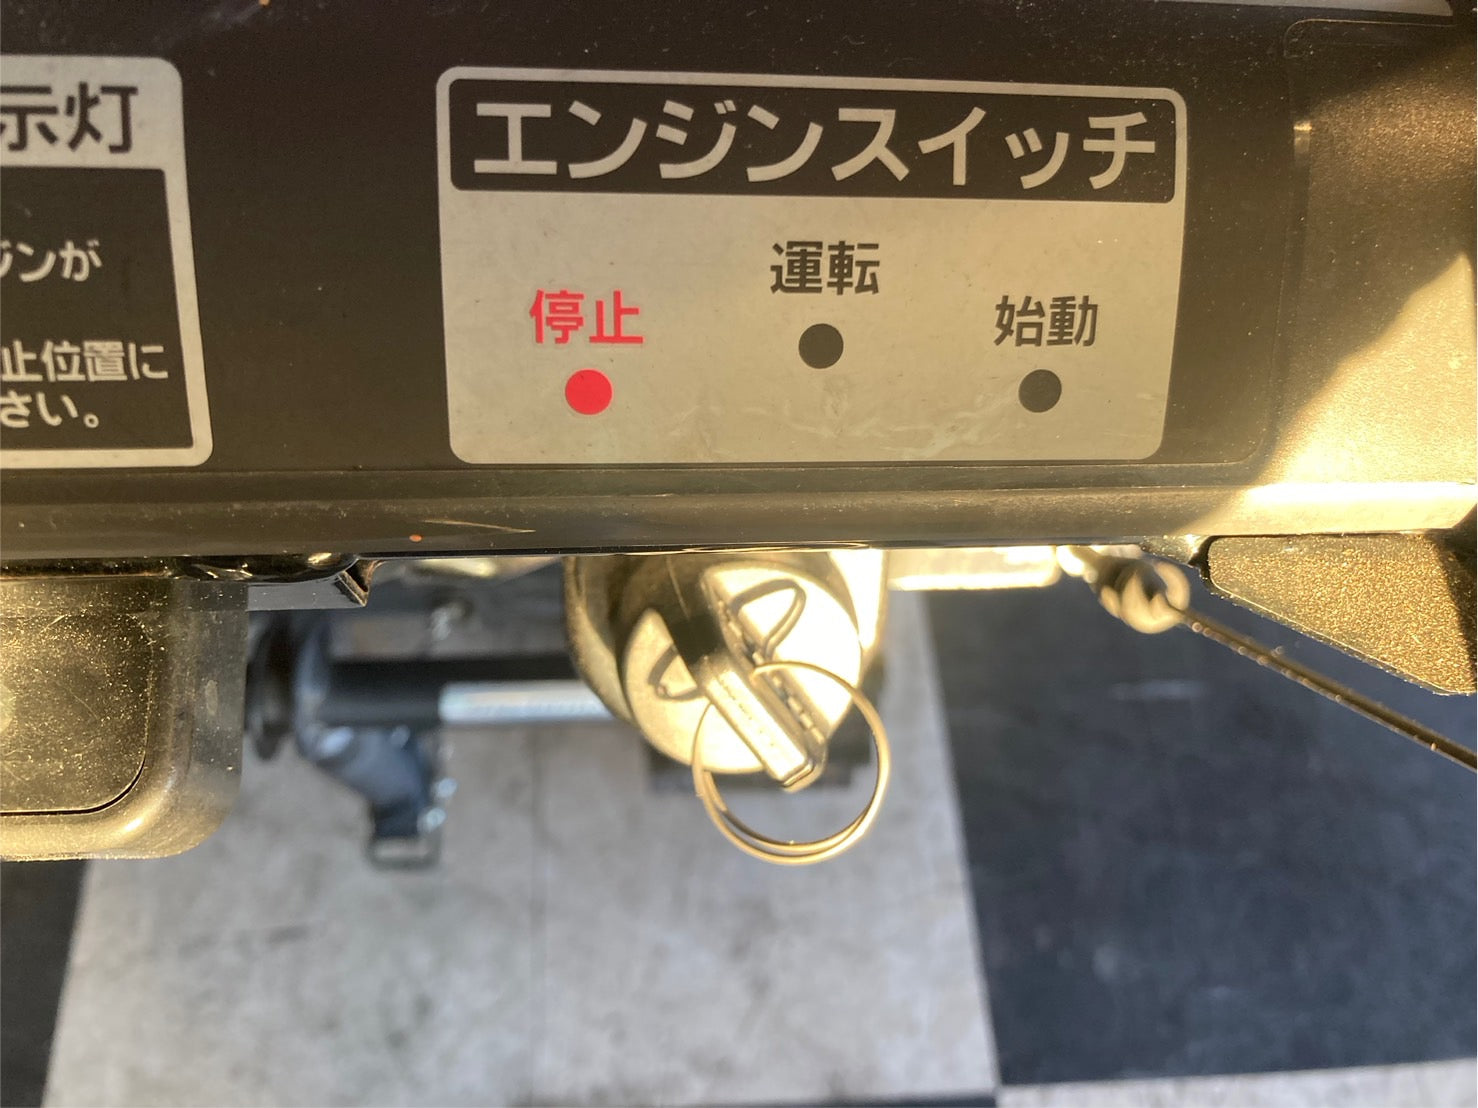 示灯
ジンが
止位置に
さい。
エンジンスイッチ
運転
停止
始動